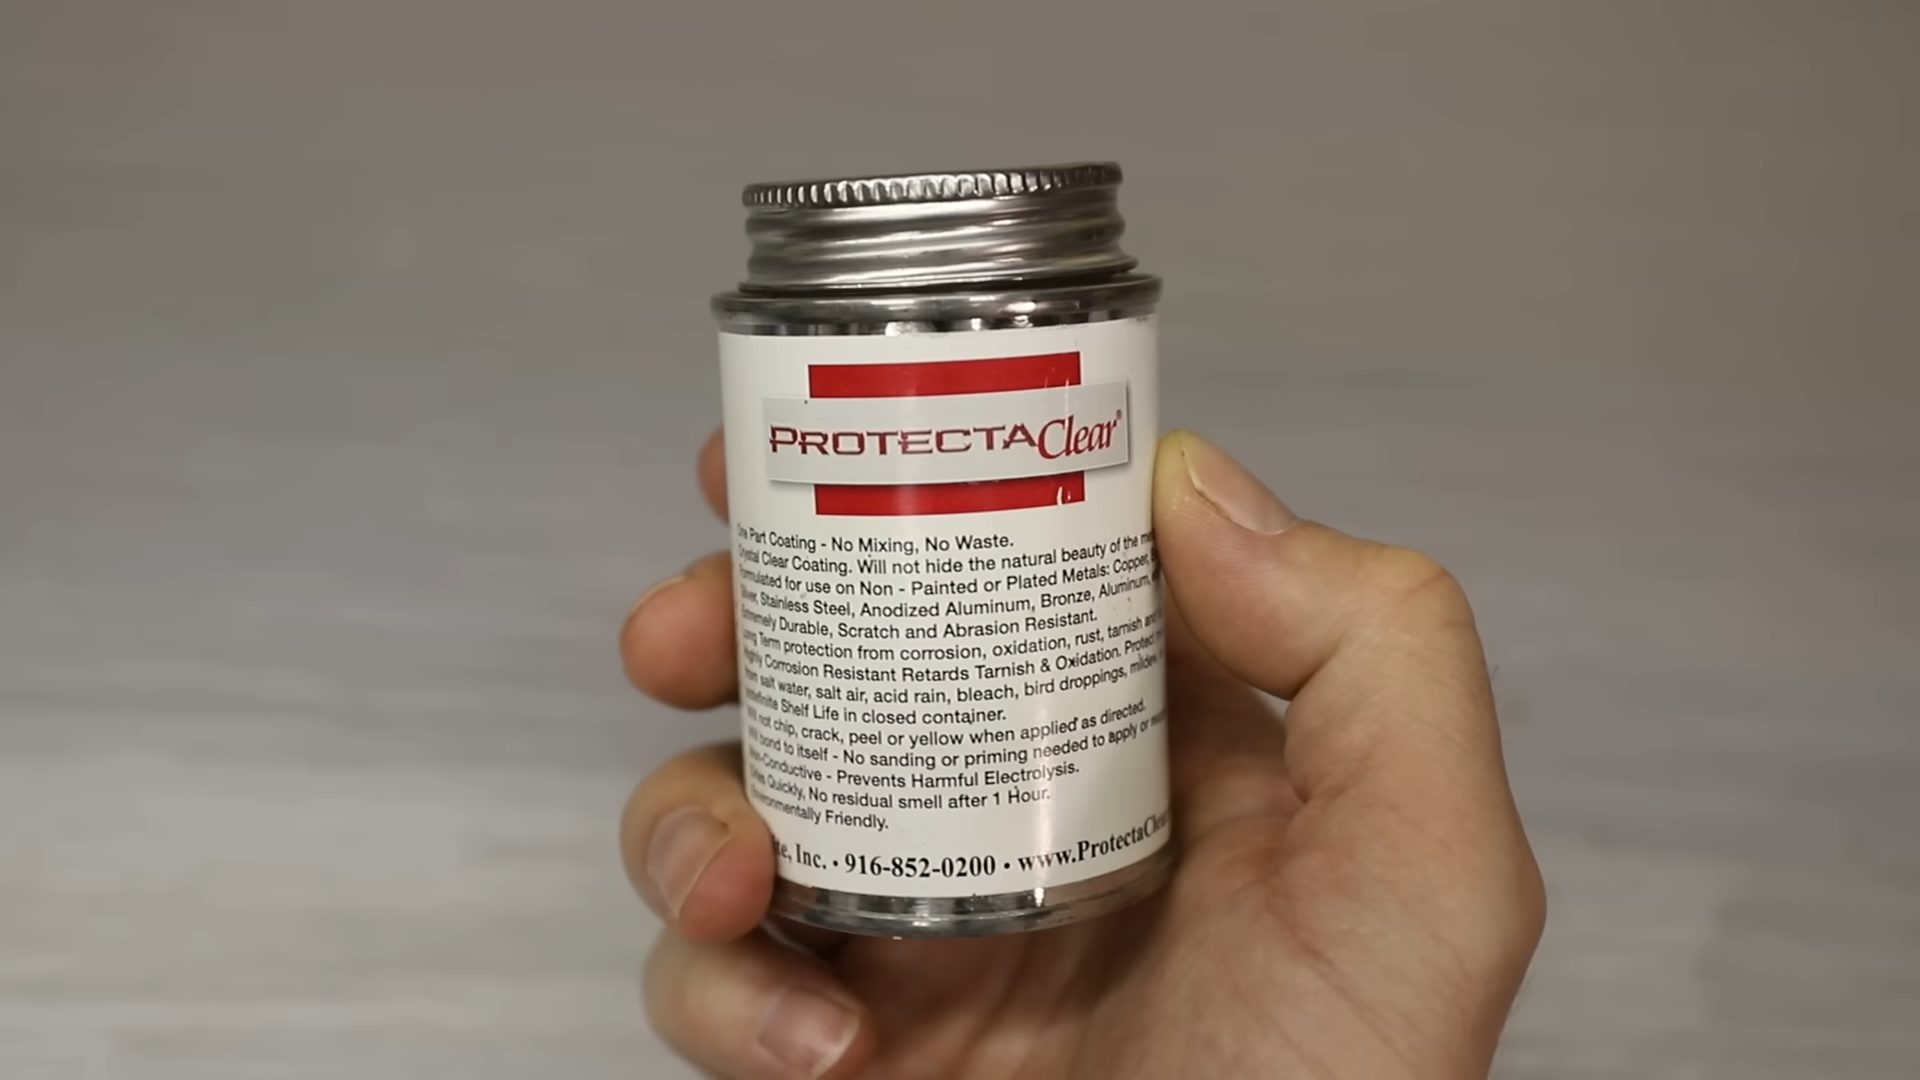 PROTECTAClear®
One Part Coating - No Mixing, No Waste.
Crystal Clear Coating. Will not hide the natural beauty of the
Formulated for use on Non - Painted or Plated Metals: Copper,
Silver, Stainless Steel, Anodized Aluminum, Bronze, Aluminum,
Extremely Durable, Scratch and Abrasion Resistant.
Long Term protection from corrosion, oxidation, rust, tarnish and
Highly Corrosion Resistant Retards Tarnish & Oxidation. Protect
from salt water, salt air, acid rain, bleach, bird droppings, mildew,
Indefinite Shelf Life in closed container.
Will not chip, crack, peel or yellow when applied as directed.
Will bond to itself - No sanding or priming needed to apply or
Non-Conductive - Prevents Harmful Electrolysis.
Dries Quickly, No residual smell after 1 Hour.
Environmentally Friendly.
Inc. • 916-852-0200 • www.ProtectaClear